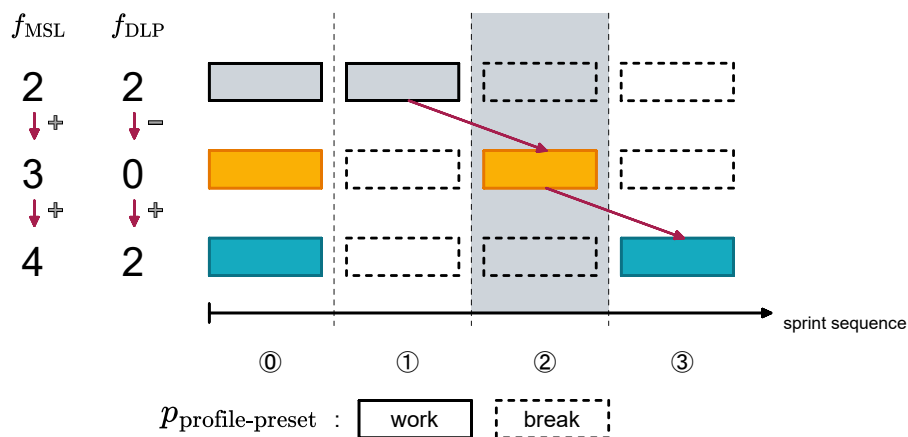 f_MSL f_DLP
2 2
+ −
3 0
+ +
4 2
sprint sequence
⓪ ① ② ③
p_profile-preset : work break